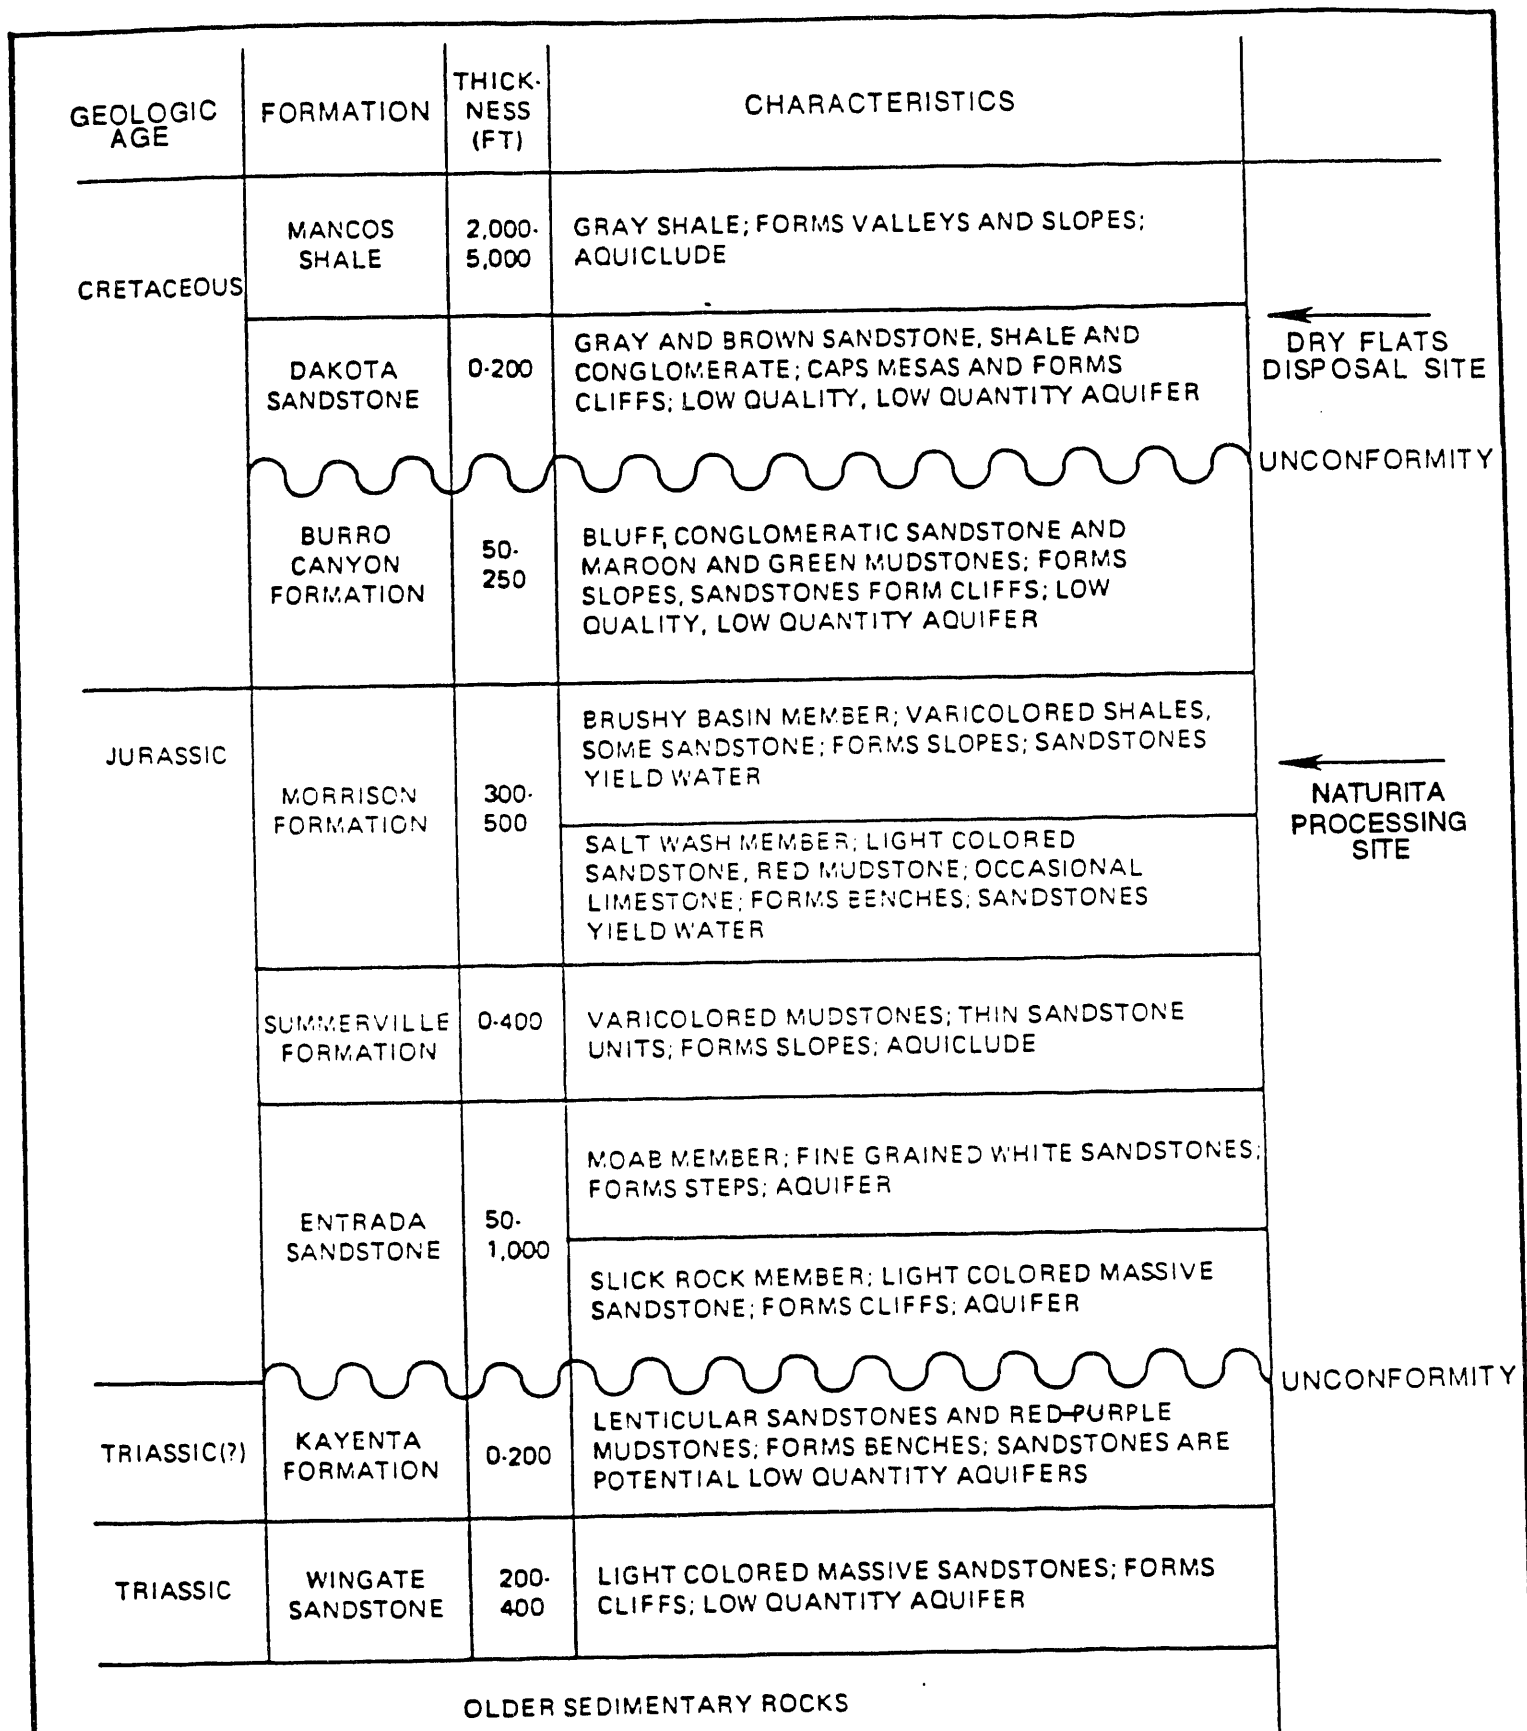 GEOLOGIC
AGE
FORMATION
THICK-
NESS
(FT)
CHARACTERISTICS
CRETACEOUS
MANCOS
SHALE
2,000-
5,000
GRAY SHALE; FORMS VALLEYS AND SLOPES;
AQUICLUDE
DAKOTA
SANDSTONE
0-200
GRAY AND BROWN SANDSTONE, SHALE AND
CONGLOMERATE; CAPS MESAS AND FORMS
CLIFFS; LOW QUALITY, LOW QUANTITY AQUIFER
DRY FLATS
DISPOSAL SITE
UNCONFORMITY
BURRO
CANYON
FORMATION
50-
250
BLUFF, CONGLOMERATIC SANDSTONE AND
MAROON AND GREEN MUDSTONES; FORMS
SLOPES, SANDSTONES FORM CLIFFS; LOW
QUALITY, LOW QUANTITY AQUIFER
JURASSIC
MORRISON
FORMATION
300-
500
BRUSHY BASIN MEMBER; VARICOLORED SHALES,
SOME SANDSTONE; FORMS SLOPES; SANDSTONES
YIELD WATER
NATURITA
PROCESSING
SITE
SALT WASH MEMBER; LIGHT COLORED
SANDSTONE, RED MUDSTONE; OCCASIONAL
LIMESTONE; FORMS BENCHES; SANDSTONES
YIELD WATER
SUMMERVILLE
FORMATION
0-400
VARICOLORED MUDSTONES; THIN SANDSTONE
UNITS; FORMS SLOPES; AQUICLUDE
ENTRADA
SANDSTONE
50-
1,000
MOAB MEMBER; FINE GRAINED WHITE SANDSTONES;
FORMS STEPS; AQUIFER
SLICK ROCK MEMBER; LIGHT COLORED MASSIVE
SANDSTONE; FORMS CLIFFS; AQUIFER
UNCONFORMITY
TRIASSIC(?)
KAYENTA
FORMATION
0-200
LENTICULAR SANDSTONES AND RED-PURPLE
MUDSTONES; FORMS BENCHES; SANDSTONES ARE
POTENTIAL LOW QUANTITY AQUIFERS
TRIASSIC
WINGATE
SANDSTONE
200-
400
LIGHT COLORED MASSIVE SANDSTONES; FORMS
CLIFFS; LOW QUANTITY AQUIFER
OLDER SEDIMENTARY ROCKS